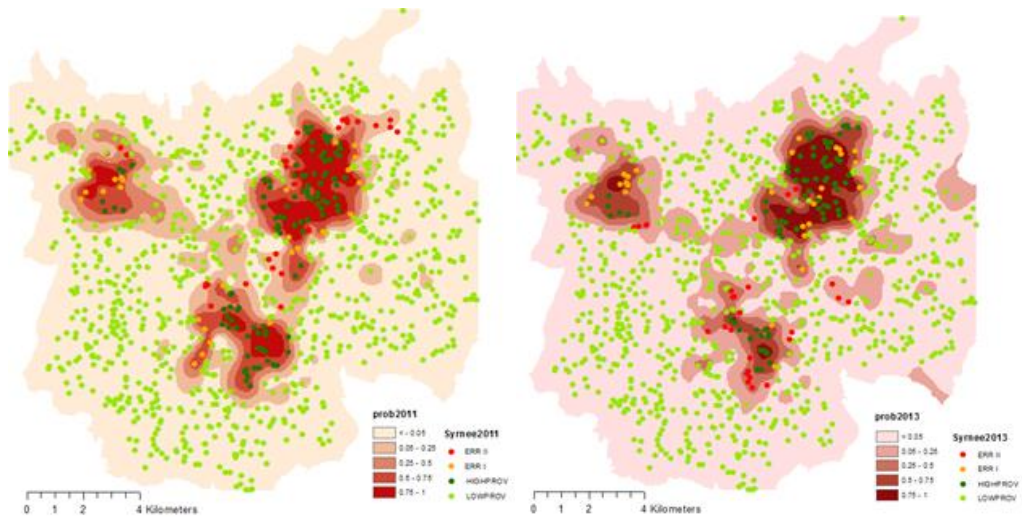 prob2011
< - 0.05
0.05 - 0.25
0.25 - 0.5
0.5 - 0.75
0.75 - 1
Syrnee2011
ERR II
ERR I
HIGHPROV
LOWPROV
0 1 2 4 Kilometers
prob2013
< 0.05
0.05 - 0.25
0.25 - 0.5
0.5 - 0.75
0.75 - 1
Syrnee2013
ERR II
ERR I
HIGHPROV
LOWPROV
0 1 2 4 Kilometers